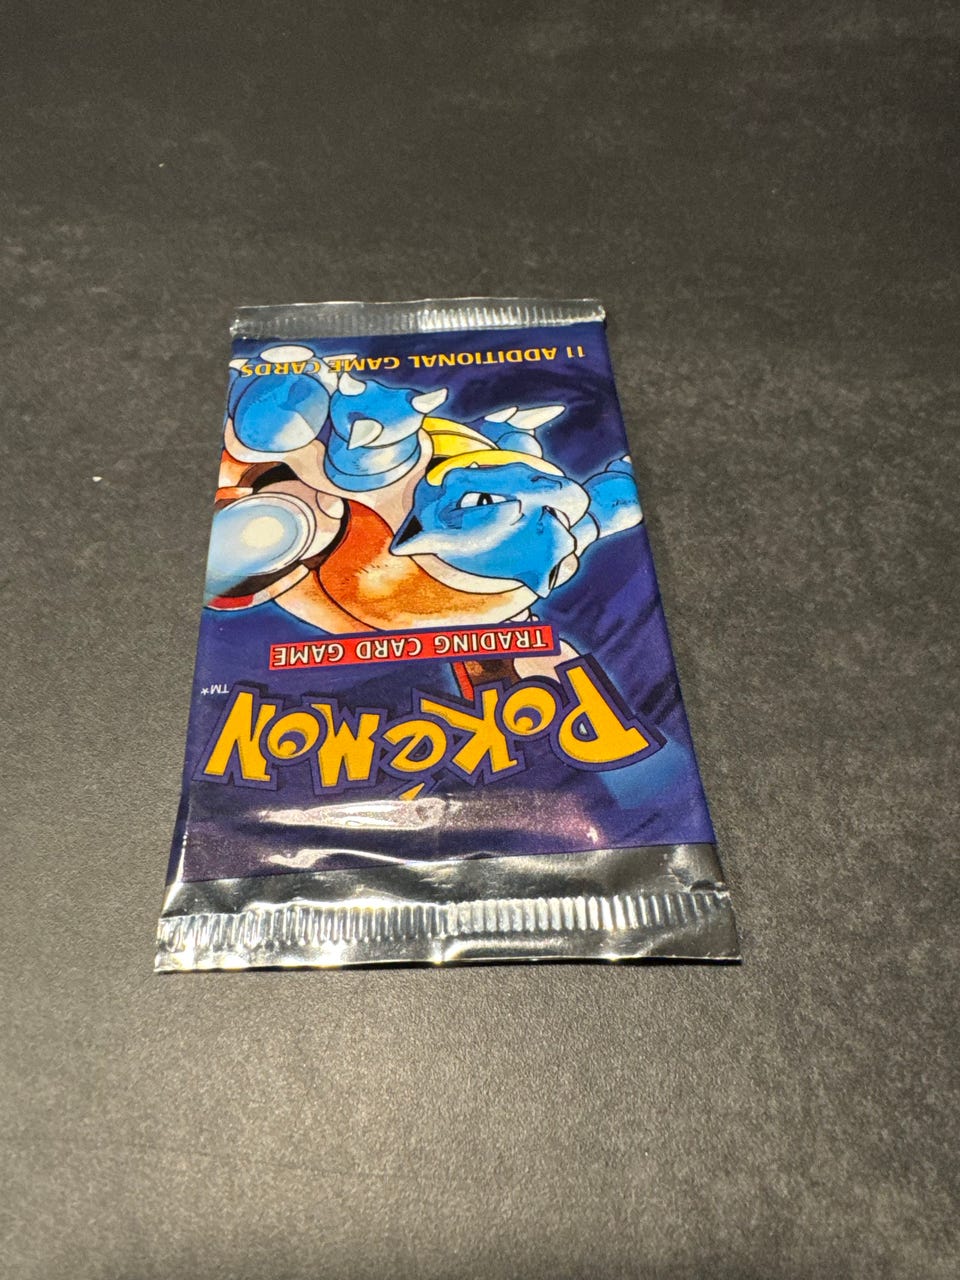 POKéMON
TM*
TRADING CARD GAME
11 ADDITIONAL GAME CARDS